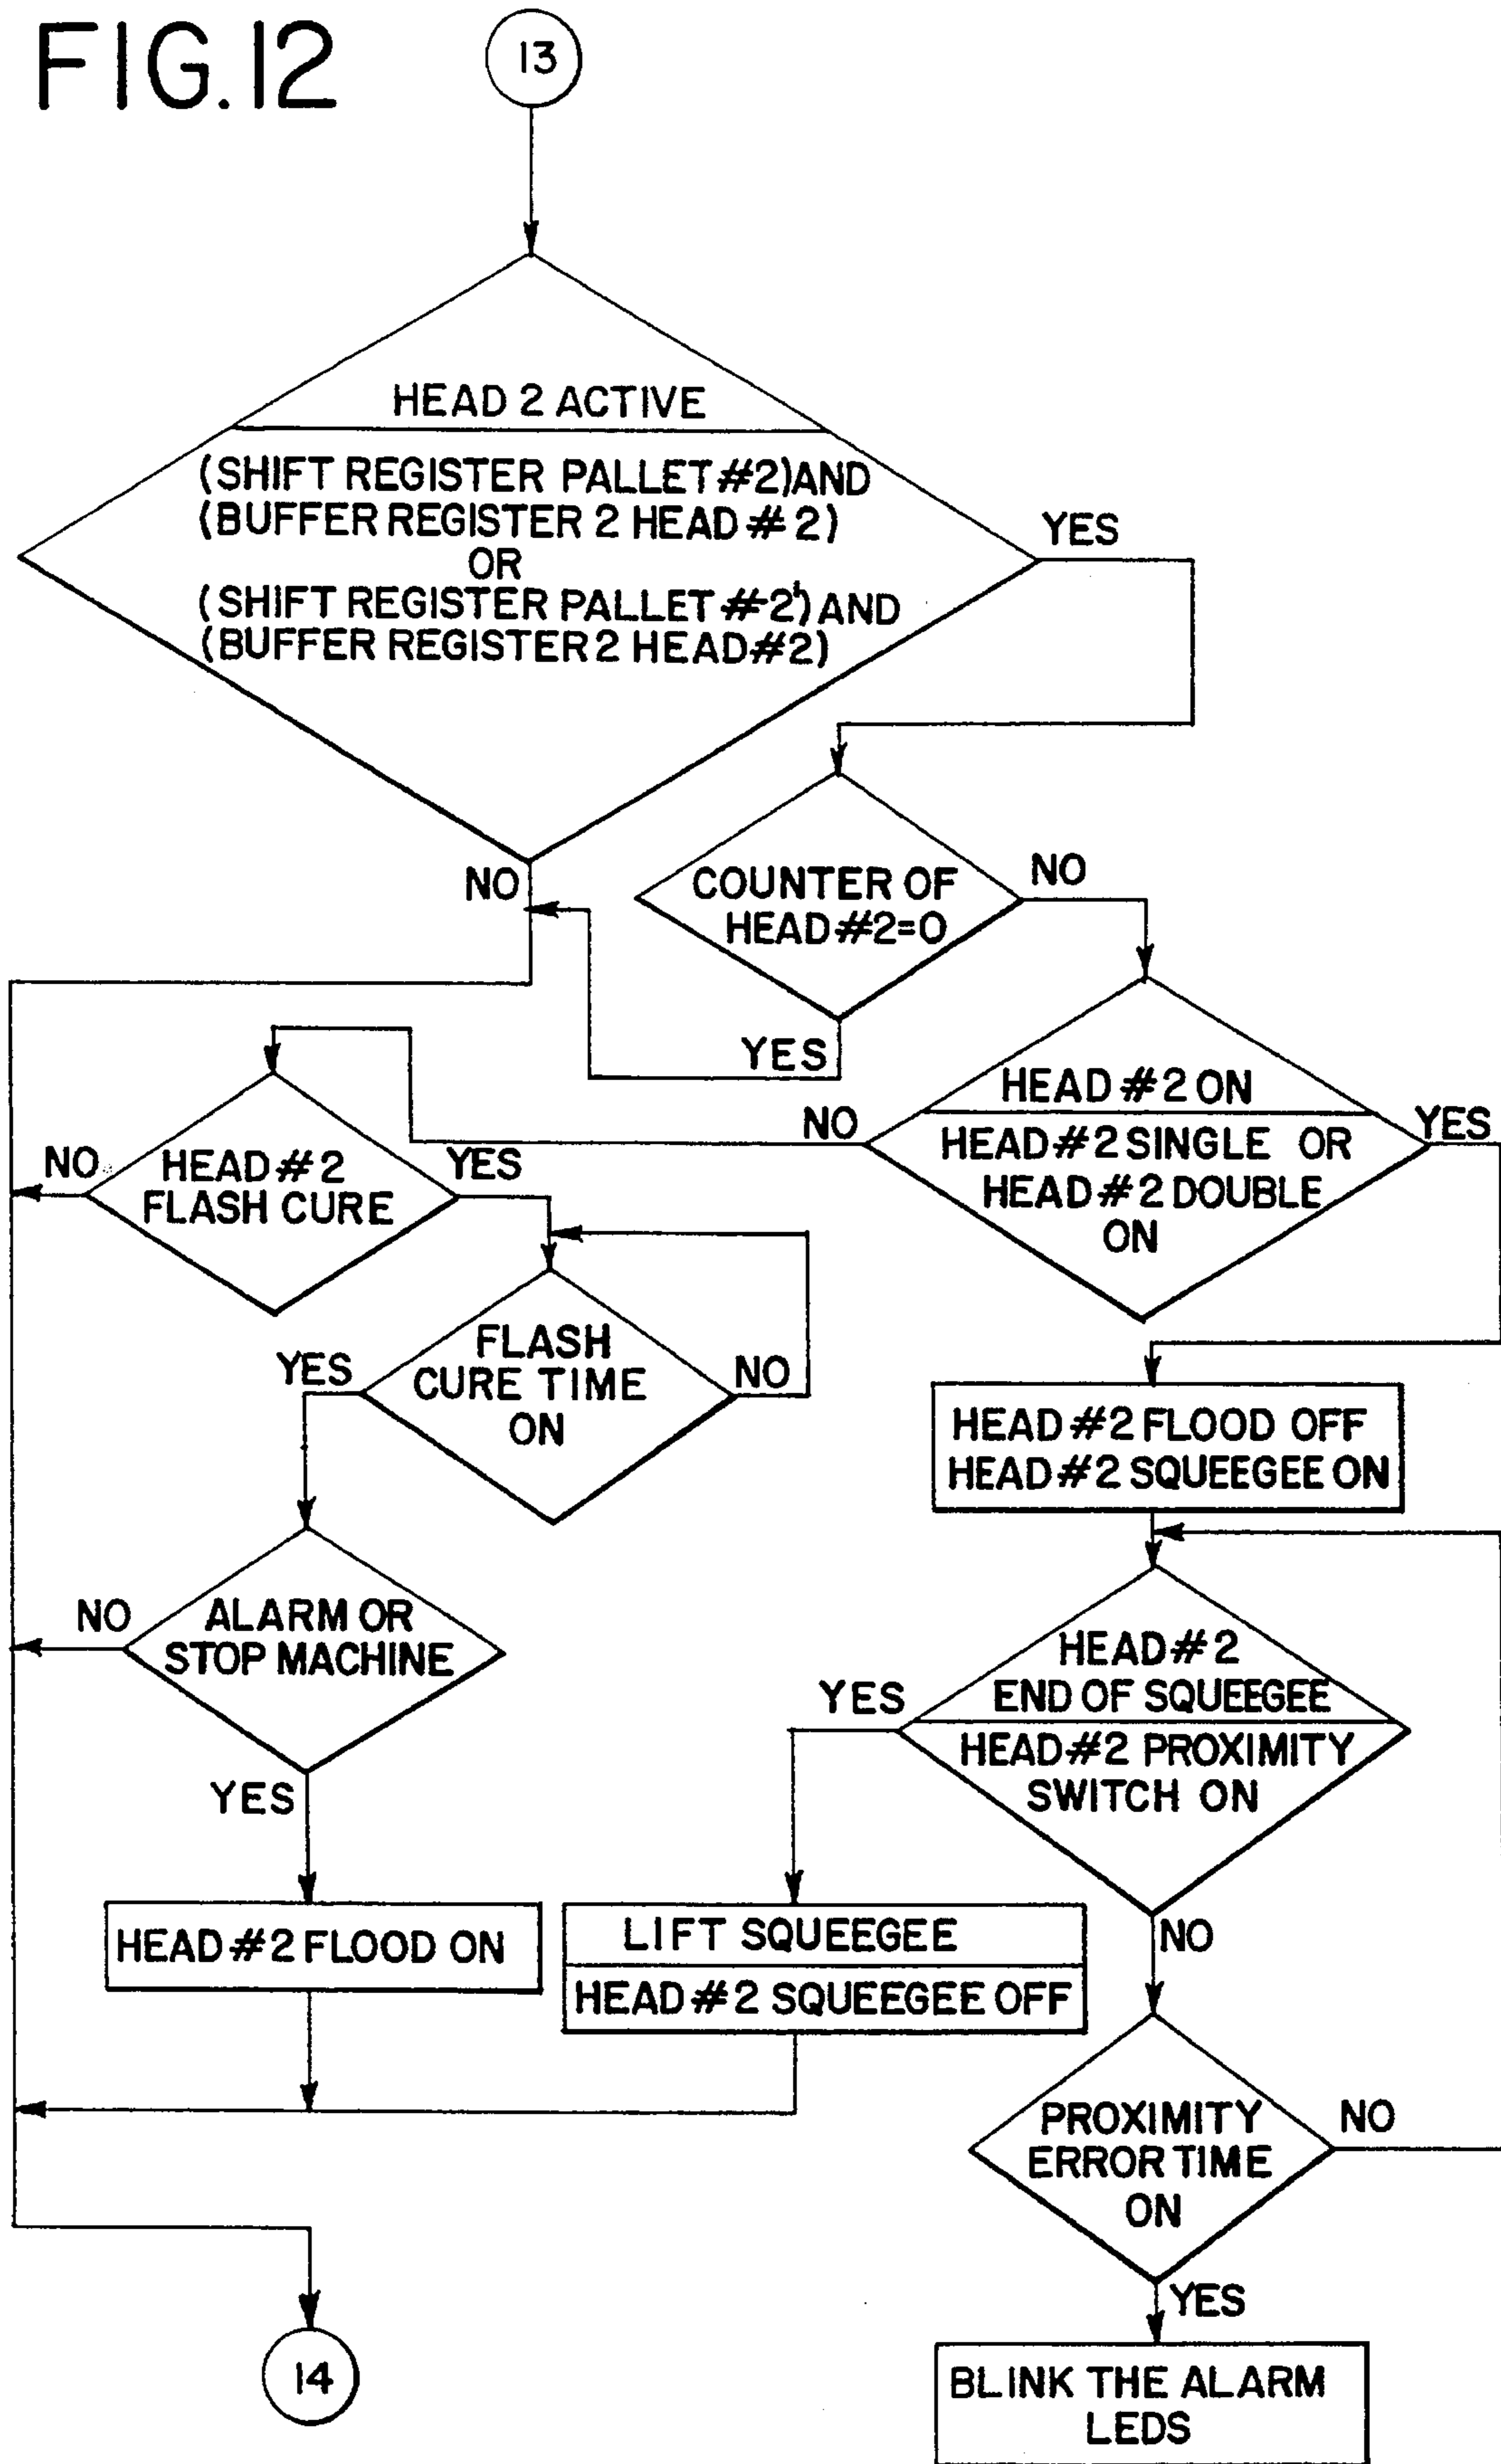 FIG.12
13
HEAD 2 ACTIVE
(SHIFT REGISTER PALLET #2)AND
(BUFFER REGISTER 2 HEAD #2)
OR
(SHIFT REGISTER PALLET #2')AND
(BUFFER REGISTER 2 HEAD#2)
YES
NO
COUNTER OF
HEAD #2=0
NO
YES
HEAD #2 ON
HEAD#2 SINGLE OR
HEAD #2 DOUBLE
ON
NO
YES
HEAD #2
FLASH CURE
NO
YES
FLASH
CURE TIME
ON
YES
NO
HEAD #2 FLOOD OFF
HEAD #2 SQUEEGEE ON
ALARM OR
STOP MACHINE
NO
YES
HEAD #2
END OF SQUEEGEE
HEAD#2 PROXIMITY
SWITCH ON
YES
NO
HEAD #2 FLOOD ON
LIFT SQUEEGEE
HEAD #2 SQUEEGEE OFF
PROXIMITY
ERROR TIME
ON
NO
YES
14
BLINK THE ALARM
LEDS